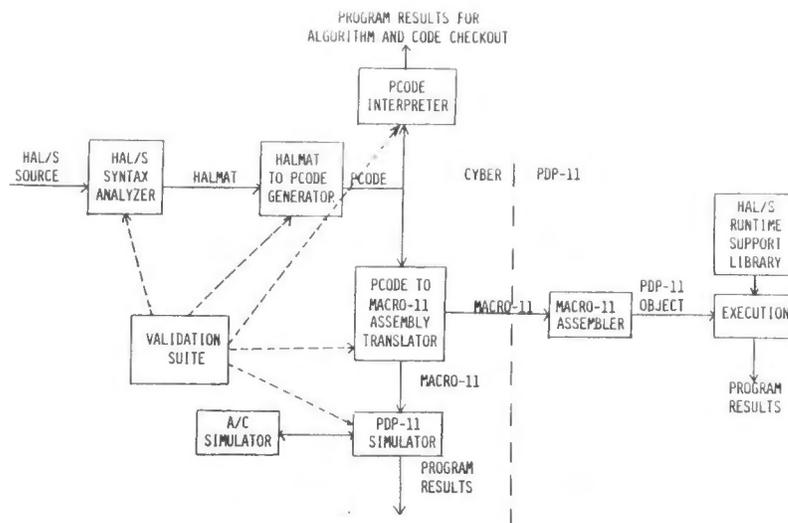 PROGRAM RESULTS FOR
ALGORITHM AND CODE CHECKOUT
PCODE
INTERPRETER
HAL/S
SOURCE
HAL/S
SYNTAX
ANALYZER
HALMAT
HALMAT
TO PCODE
GENERATOR
PCODE
CYBER
PDP-11
HAL/S
RUNTIME
SUPPORT
LIBRARY
PCODE TO
MACRO-11
ASSEMBLY
TRANSLATOR
MACRO-11
MACRO-11
ASSEMBLER
PDP-11
OBJECT
EXECUTION
VALIDATION
SUITE
MACRO-11
PROGRAM
RESULTS
A/C
SIMULATOR
PDP-11
SIMULATOR
PROGRAM
RESULTS